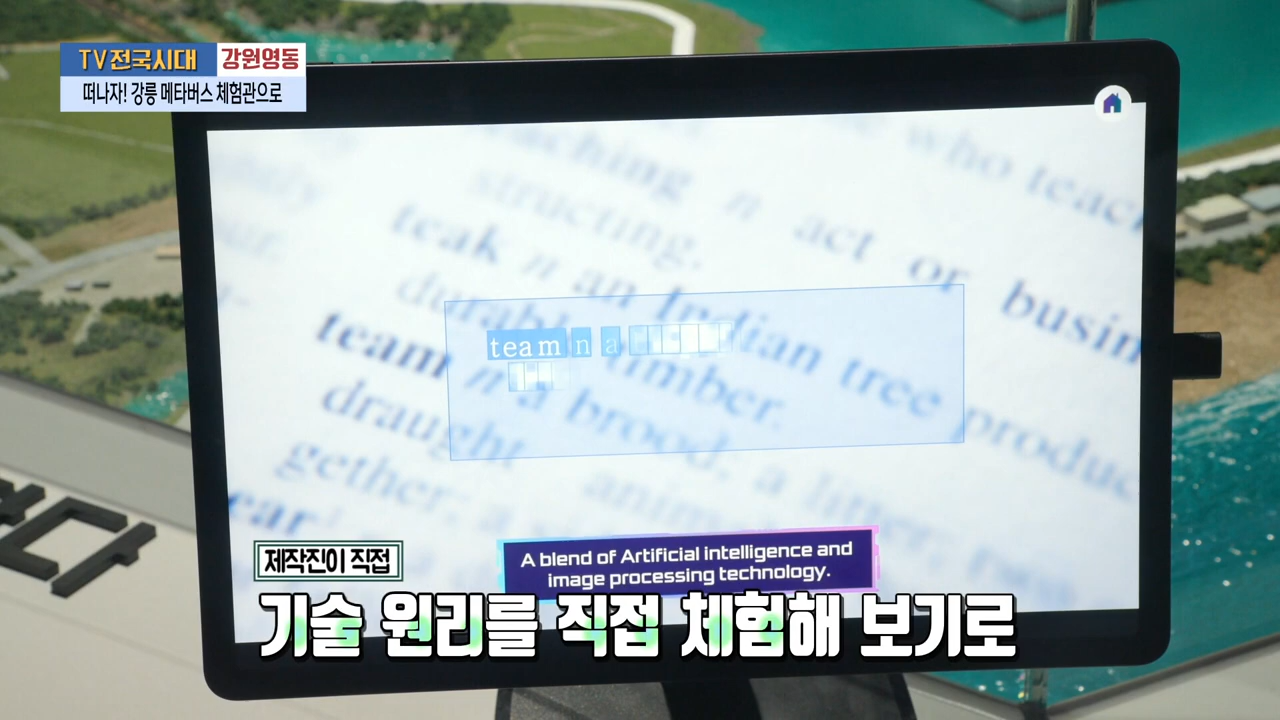 TV전국시대 강원영동
떠나자! 강릉 메타버스 체험관으로
who teac
aching n act or busin
structing.
teak n an Indian tree produc
durable timber.
team n a brood; a litter;
draught
gether; a
ear
team n a
A blend of Artificial intelligence and
image processing technology.
제작진이 직접
기술 원리를 직접 체험해 보기로